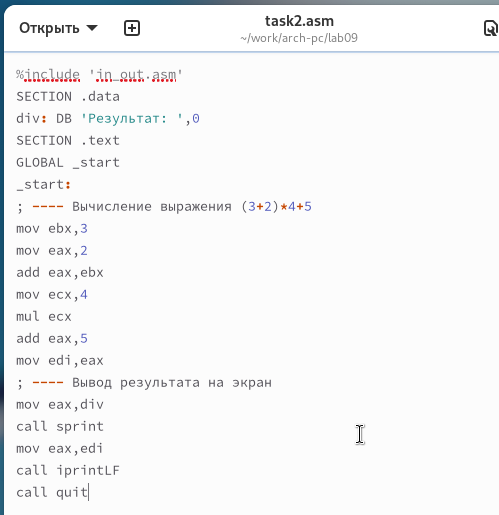 Открыть
task2.asm
~/work/arch-pc/lab09
%include 'in_out.asm'
SECTION .data
div: DB 'Результат: ',0
SECTION .text
GLOBAL _start
_start:
; ---- Вычисление выражения (3+2)*4+5
mov ebx,3
mov eax,2
add eax,ebx
mov ecx,4
mul ecx
add eax,5
mov edi,eax
; ---- Вывод результата на экран
mov eax,div
call sprint
mov eax,edi
call iprintLF
call quit